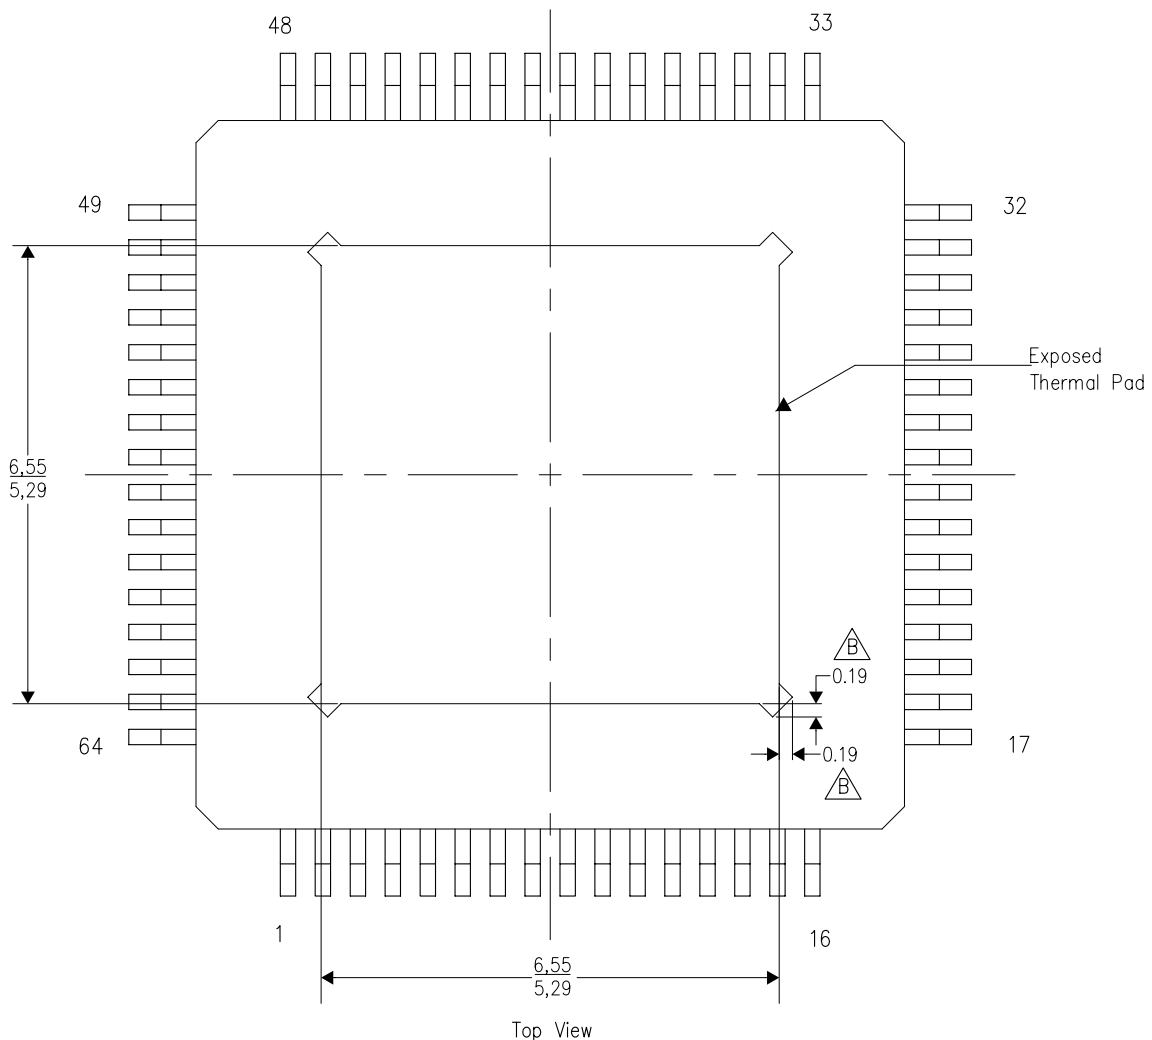 48
33
49
32
Exposed
Thermal Pad
6,55
5,29
B
0.19
64
17
0.19
B
1
16
6,55
5,29
Top View